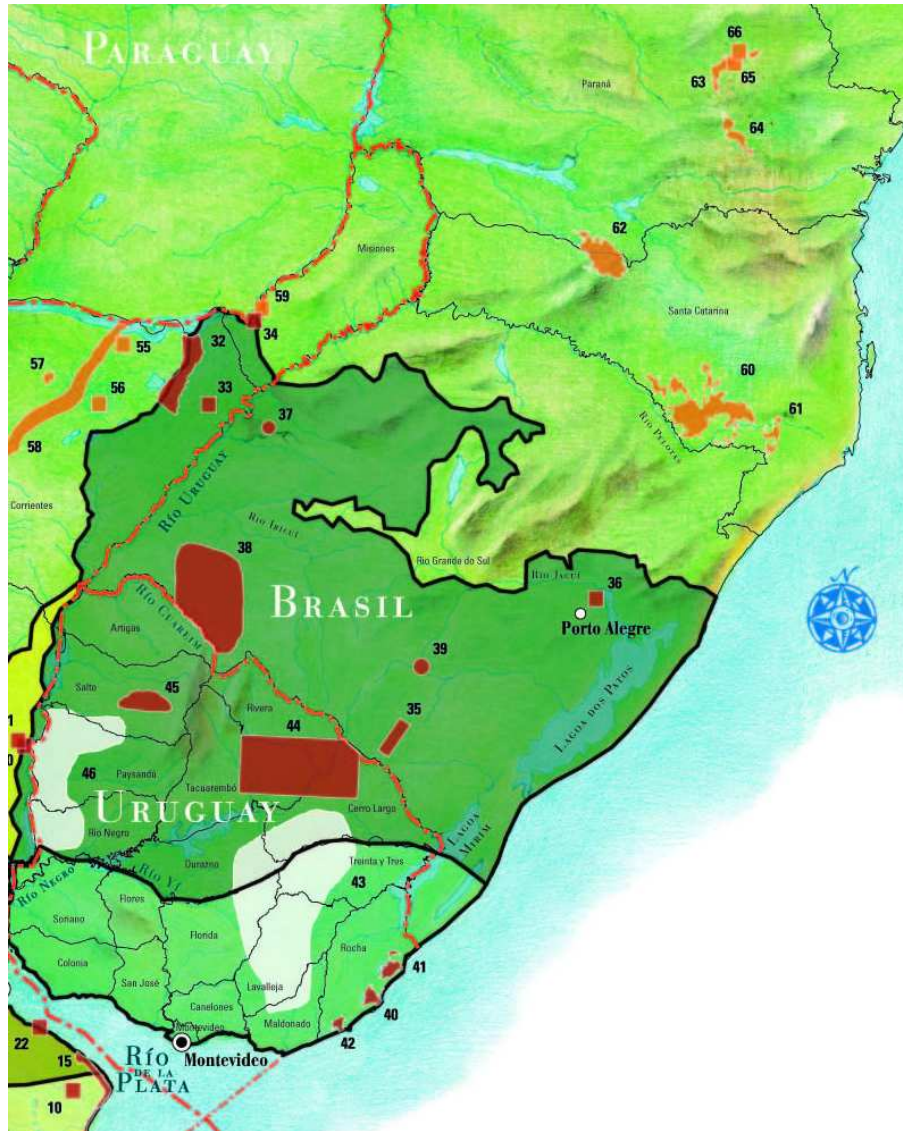 PARAGUAY
66
65
63
Paraná
64
62
Misiones
59
Santa Catarina
34
32
55
57
33
56
60
37
61
58
RÍO PELOTAS
RÍO URUGUAY
Corrientes
38
Rio Grande do Sul
RÍO JACUÍ
36
BRASIL
Porto Alegre
N
RÍO CUAREIM
Artigas
39
Salto
45
Rivera
35
44
LAGOA DOS PATOS
46
Paysandú
Tacuarembó
URUGUAY
Cerro Largo
LAGOA
MIRIM
Río Negro
Durazno
Treinta y Tres
43
RÍO NEGRO
RÍO YÍ
Flores
Soriano
Florida
Rocha
Colonia
San José
Lavalleja
41
40
Canelones
Montevideo
Maldonado
42
22
Montevideo
15
RÍO
DE LA
PLATA
10